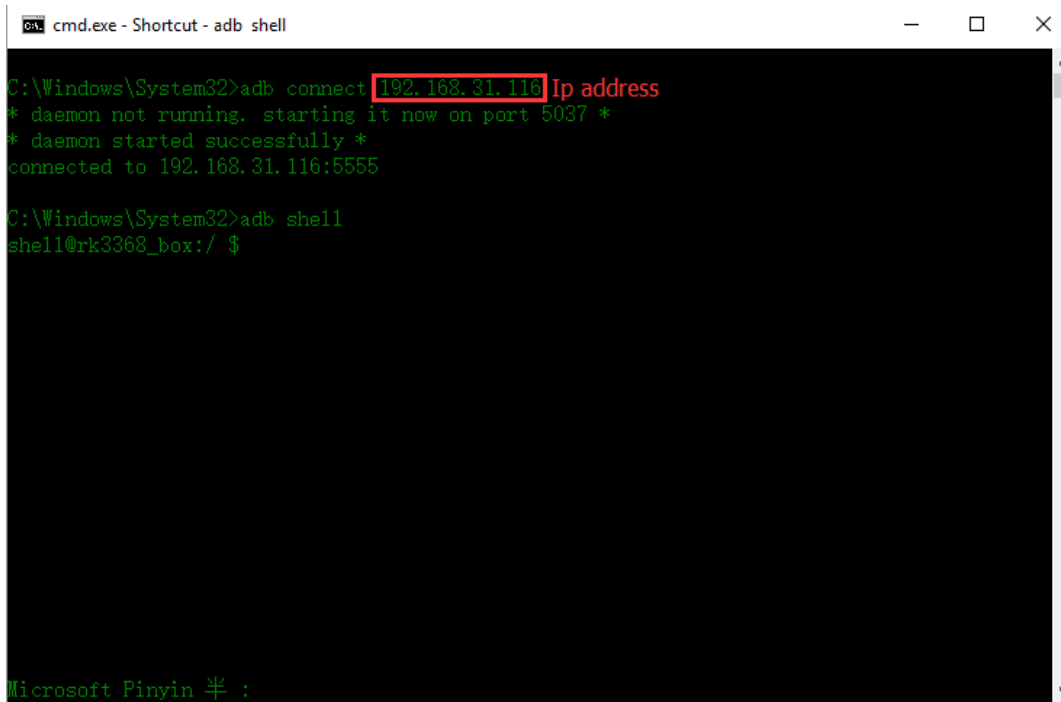 cmd.exe - Shortcut - adb shell
C:\Windows\System32>adb connect 192.168.31.116 Ip address
* daemon not running. starting it now on port 5037 *
* daemon started successfully *
connected to 192.168.31.116:5555
C:\Windows\System32>adb shell
shell@rk3368_box:/ $
Microsoft Pinyin 半 :